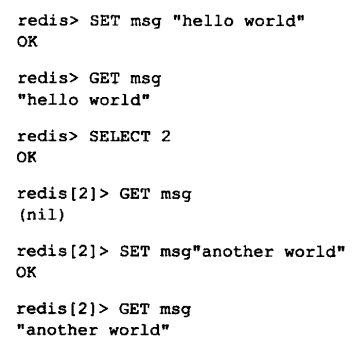 redis> SET msg "hello world"
OK
redis> GET msg
"hello world"
redis> SELECT 2
OK
redis[2]> GET msg
(nil)
redis[2]> SET msg"another world"
OK
redis[2]> GET msg
"another world"